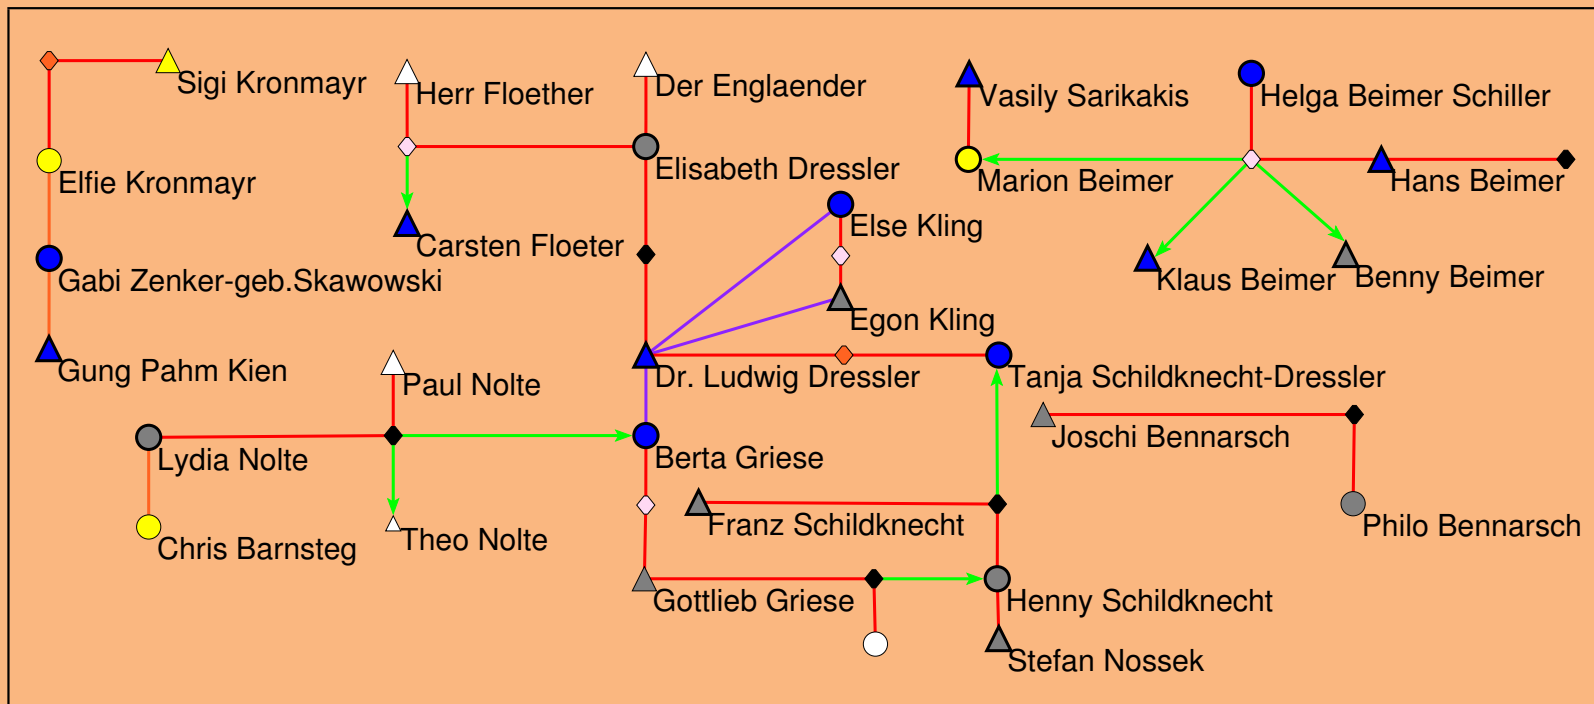 Sigi Kronmayr
Herr Floether
Der Englaender
Vasily Sarikakis
Helga Beimer Schiller
Elfie Kronmayr
Elisabeth Dressler
Marion Beimer
Hans Beimer
Carsten Floeter
Else Kling
Gabi Zenker-geb.Skawowski
Klaus Beimer
Benny Beimer
Egon Kling
Gung Pahm Kien
Paul Nolte
Dr. Ludwig Dressler
Tanja Schildknecht-Dressler
Joschi Bennarsch
Lydia Nolte
Berta Griese
Franz Schildknecht
Philo Bennarsch
Chris Barnsteg
Theo Nolte
Gottlieb Griese
Henny Schildknecht
Stefan Nossek